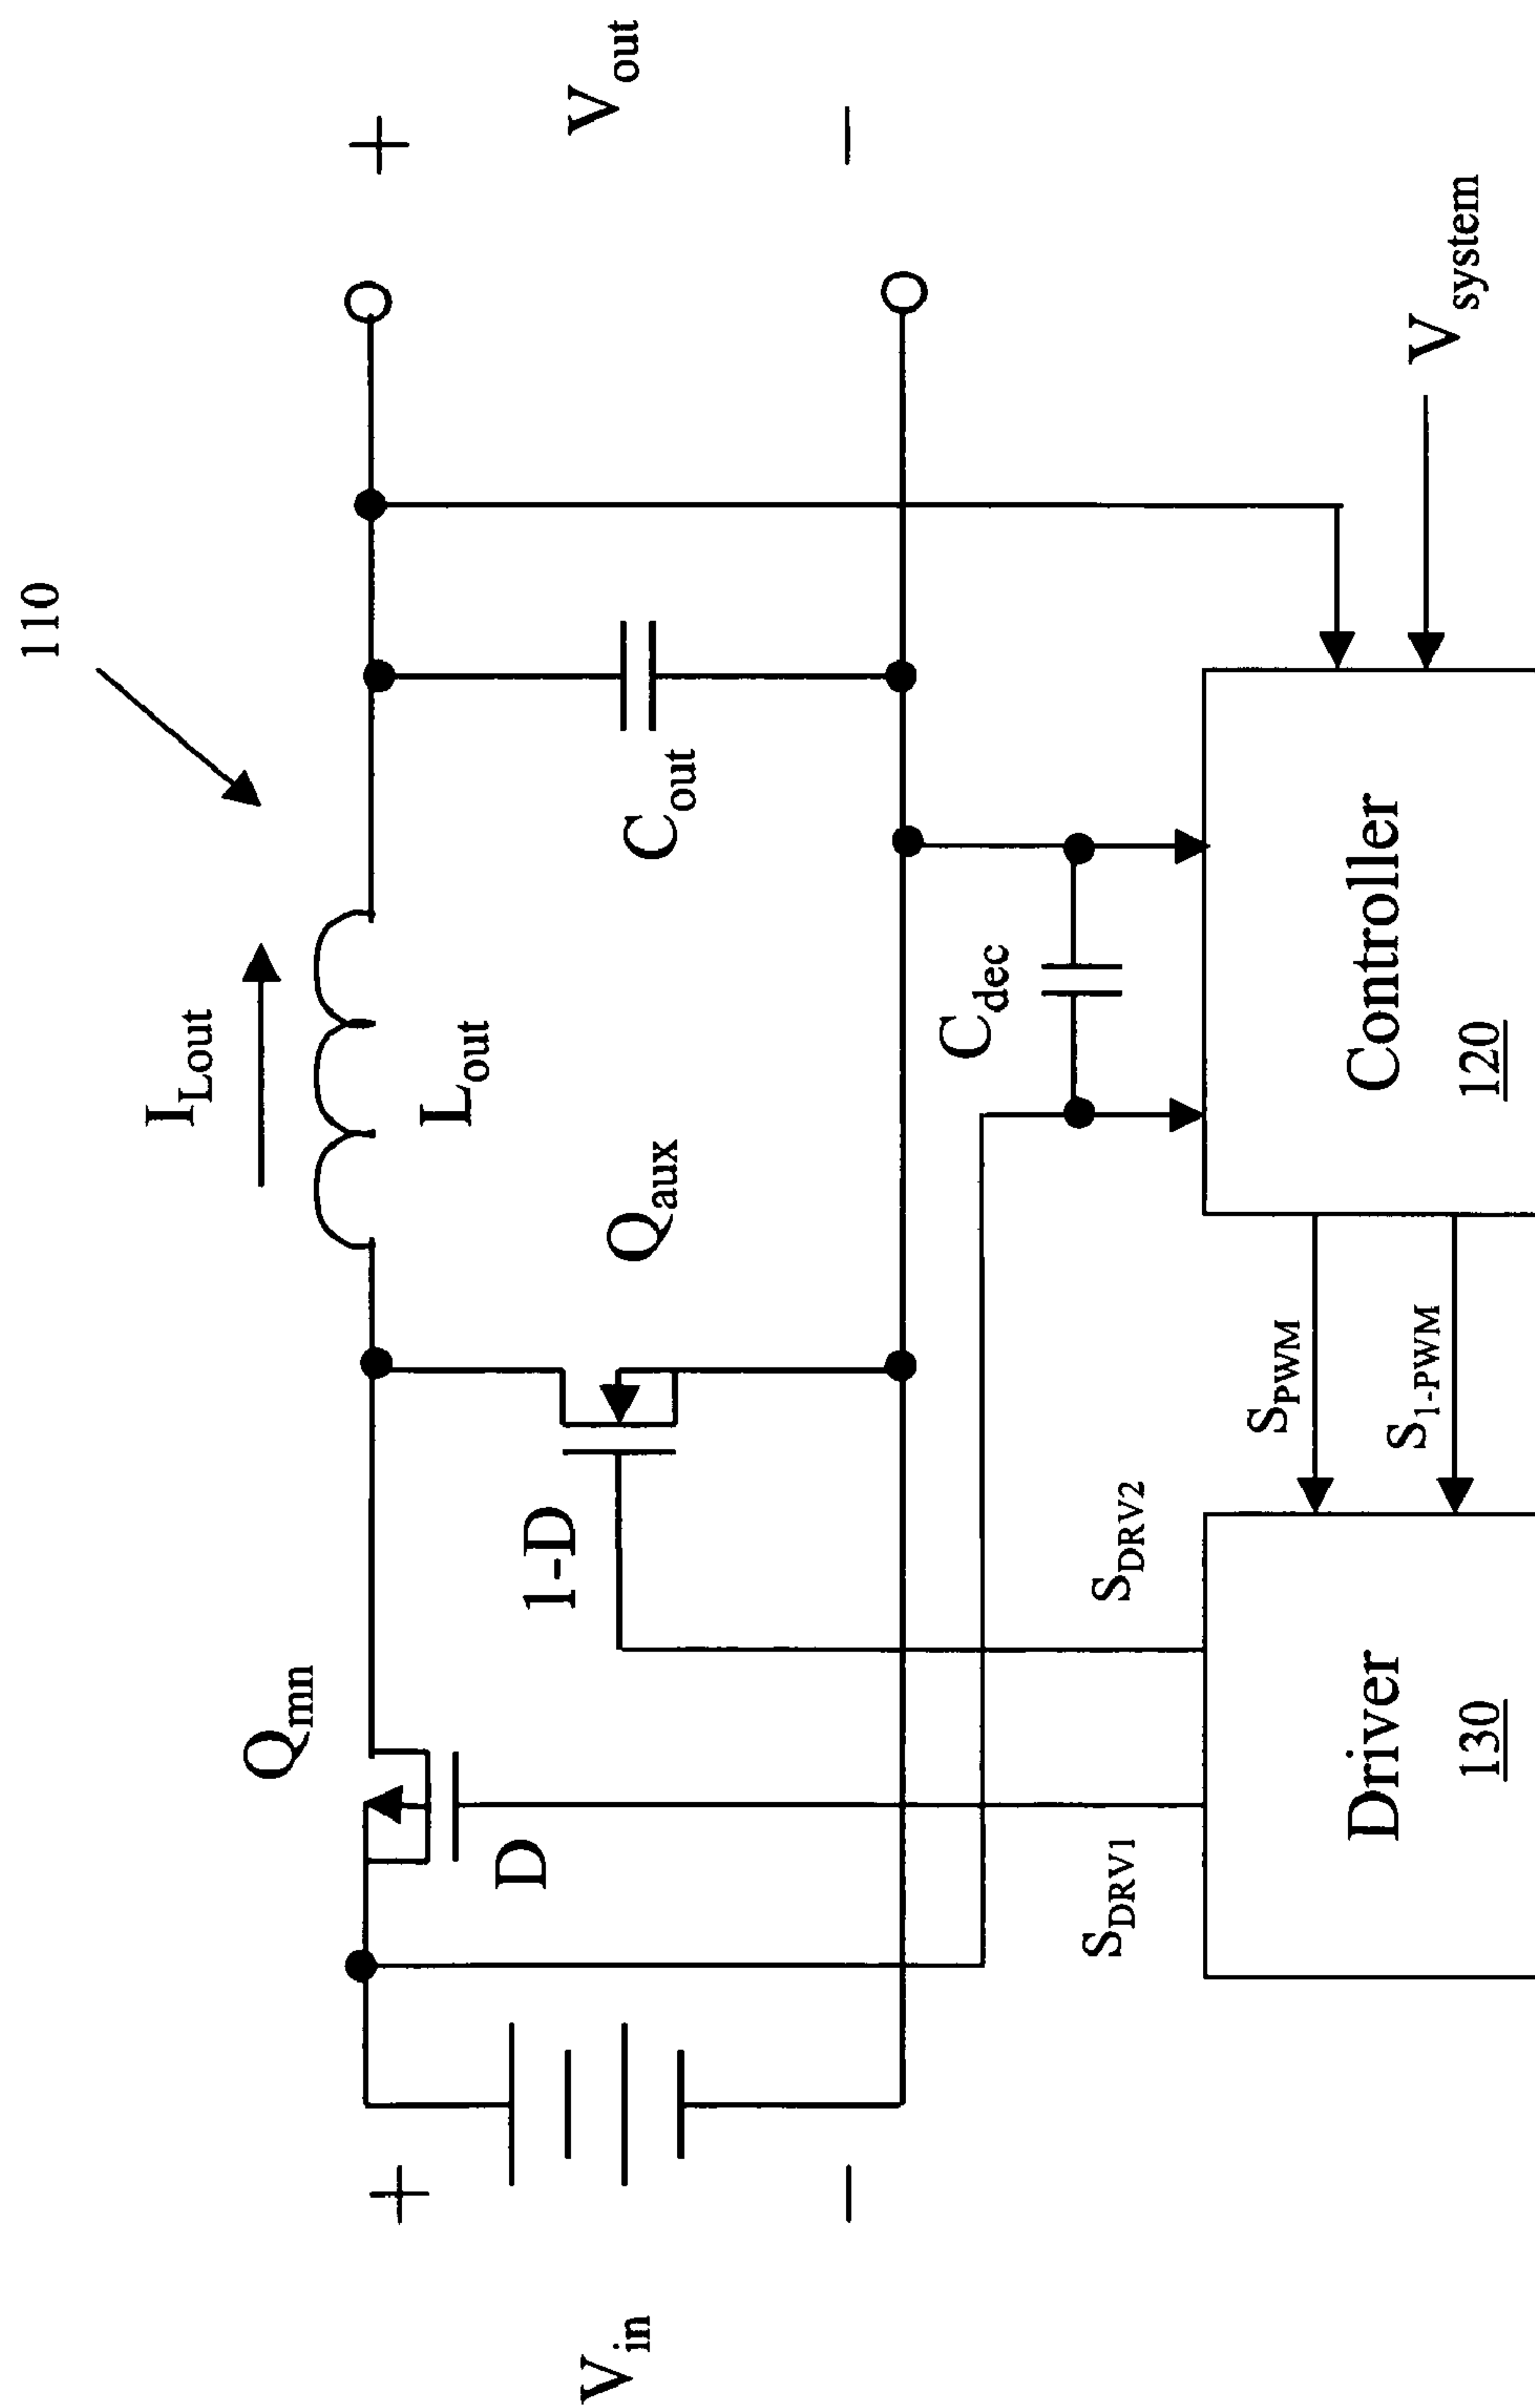 110
I_Lout
V_out
+
L_out
Q_mn
Q_aux
C_out
1-D
D
+
V_in
−
−
C_dec
V_system
S_DRV1
S_DRV2
S_PWM
S_1-PWM
Driver
130
Controller
120